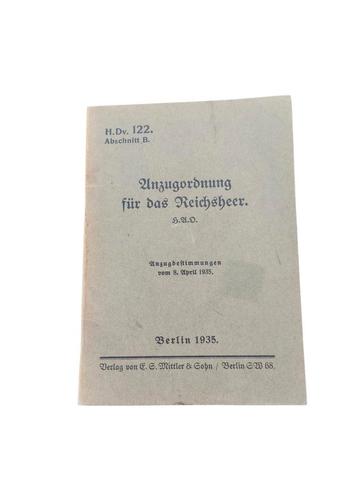 H.Dv. 122.
Abschnitt B.
Anzugordnung
für das Reichsheer.
H.A.O.
Anzugbestimmungen
vom 8. April 1935.
Berlin 1935.
Verlag von E. S. Mittler & Sohn / Berlin SW 68.